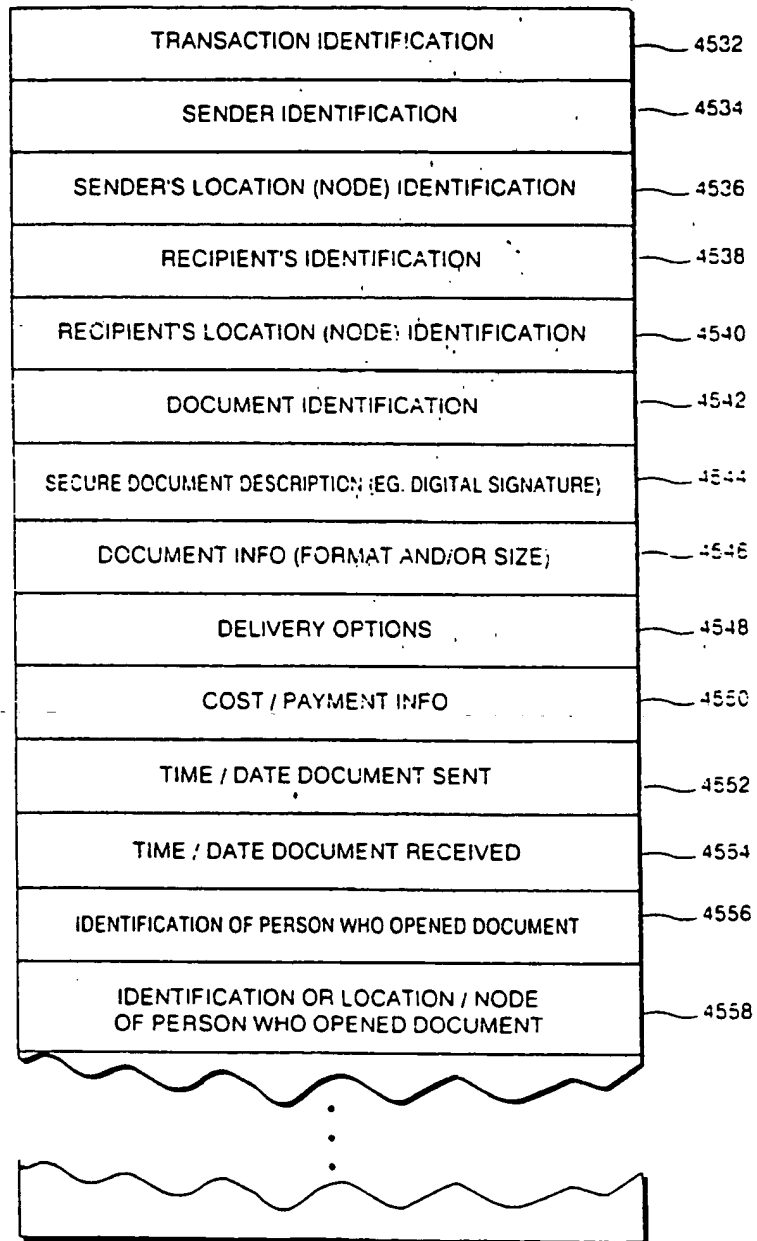 TRANSACTION IDENTIFICATION 4532
SENDER IDENTIFICATION 4534
SENDER'S LOCATION (NODE) IDENTIFICATION 4536
RECIPIENT'S IDENTIFICATION 4538
RECIPIENT'S LOCATION (NODE) IDENTIFICATION 4540
DOCUMENT IDENTIFICATION 4542
SECURE DOCUMENT DESCRIPTION (EG. DIGITAL SIGNATURE) 4544
DOCUMENT INFO (FORMAT AND/OR SIZE) 4546
DELIVERY OPTIONS 4548
COST / PAYMENT INFO 4550
TIME / DATE DOCUMENT SENT 4552
TIME / DATE DOCUMENT RECEIVED 4554
IDENTIFICATION OF PERSON WHO OPENED DOCUMENT 4556
IDENTIFICATION OR LOCATION / NODE
OF PERSON WHO OPENED DOCUMENT 4558